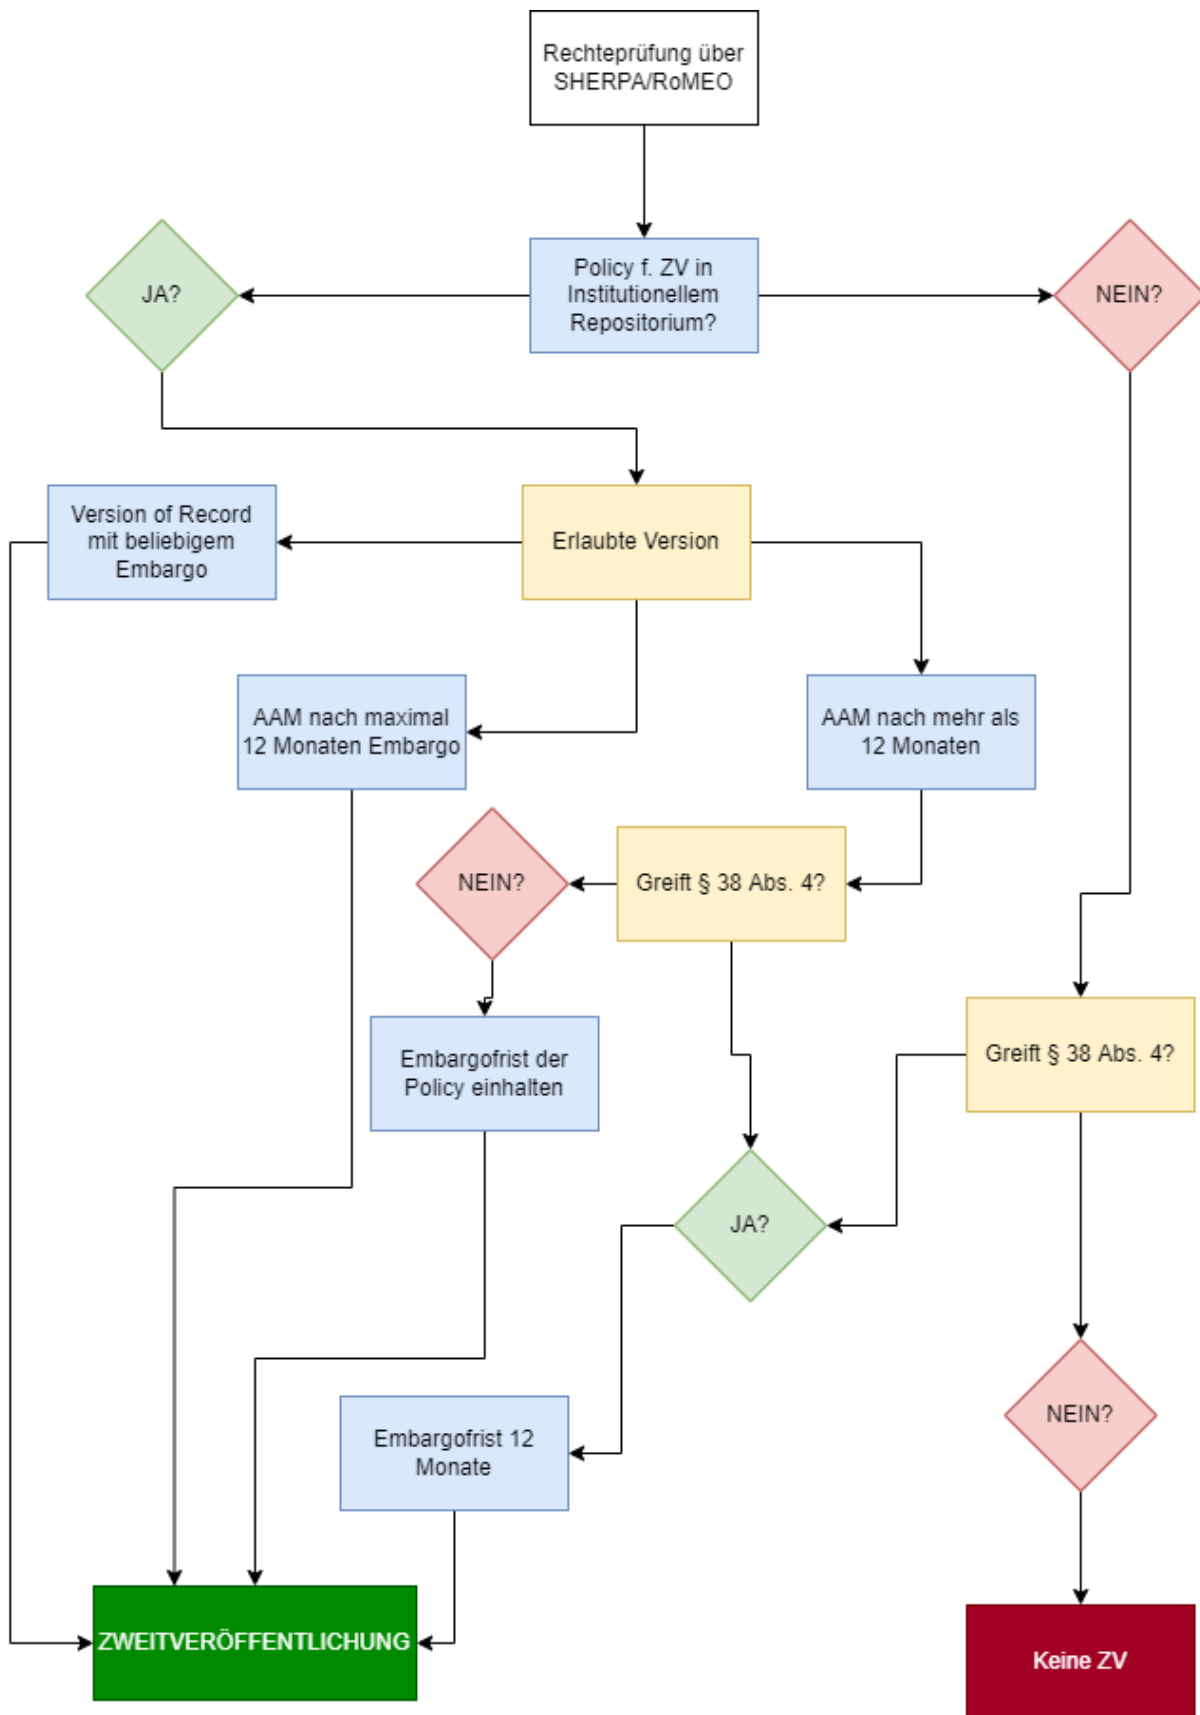 Rechteprüfung über
SHERPA/RoMEO
JA?
Policy f. ZV in
Institutionellem
Repositorium?
NEIN?
Version of Record
mit beliebigem
Embargo
Erlaubte Version
AAM nach maximal
12 Monaten Embargo
AAM nach mehr als
12 Monaten
NEIN?
Greift § 38 Abs. 4?
Embargofrist der
Policy einhalten
Greift § 38 Abs. 4?
JA?
NEIN?
Embargofrist 12
Monate
ZWEITVERÖFFENTLICHUNG
Keine ZV